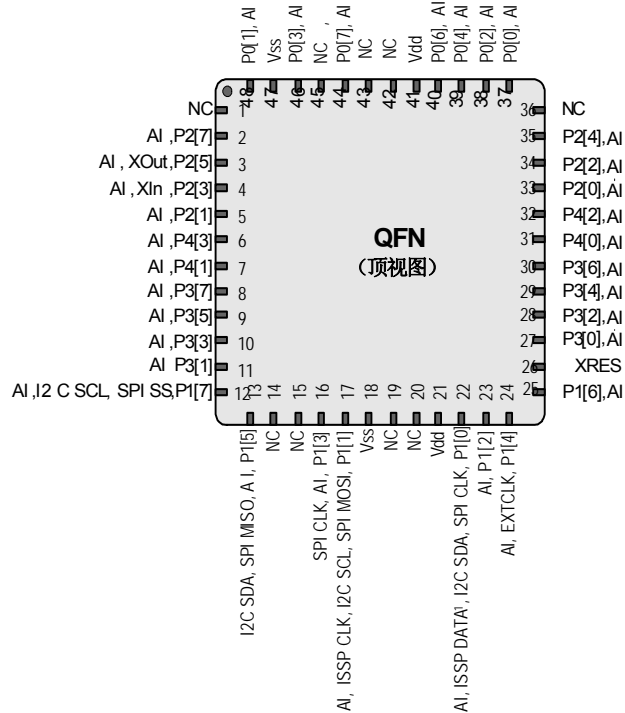 P0[1], AI
Vss
P0[3], AI
NC ,
P0[7], AI
NC
NC
Vdd
P0[6], AI
P0[4], AI
P0[2], AI
P0[0], AI
48
47
46
45
44
43
42
41
40
39
38
37
NC 1
AI ,P2[7] 2
AI , XOut,P2[5] 3
AI , XIn ,P2[3] 4
AI ,P2[1] 5
AI ,P4[3] 6
AI ,P4[1] 7
AI ,P3[7] 8
AI ,P3[5] 9
AI ,P3[3] 10
AI P3[1] 11
AI ,I2 C SCL, SPI SS,P1[7] 12
QFN
(顶视图)
36 NC
35 P2[4],AI
34 P2[2],AI
33 P2[0],AI
32 P4[2],AI
31 P4[0],AI
30 P3[6],AI
29 P3[4],AI
28 P3[2],AI
27 P3[0],AI
26 XRES
25 P1[6],AI
13
14
15
16
17
18
19
20
21
22
23
24
I2C SDA, SPI MISO, A I, P1[5]
NC
NC
SPI CLK, AI, P1[3]
AI, ISSP CLK, I2C SCL, SPI MOSI, P1[1]
Vss
NC
NC
Vdd
AI, ISSP DATA¹, I2C SDA, SPI CLK, P1[0]
AI, P1[2]
AI, EXTCLK, P1[4]